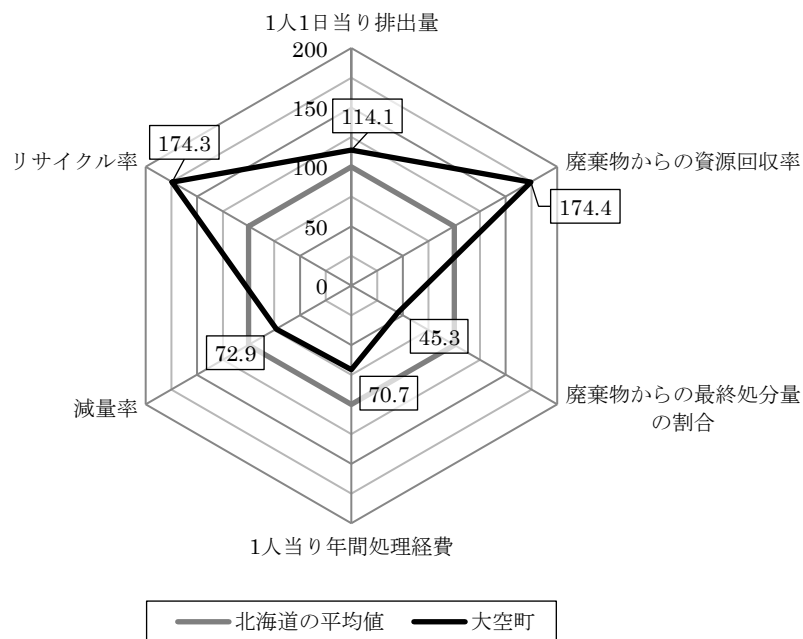 1人1日当り排出量
200
150
114.1
174.3
リサイクル率
廃棄物からの資源回収率
100
174.4
50
0
45.3
72.9
70.7
減量率
廃棄物からの最終処分量
の割合
1人当り年間処理経費
北海道の平均値 大空町